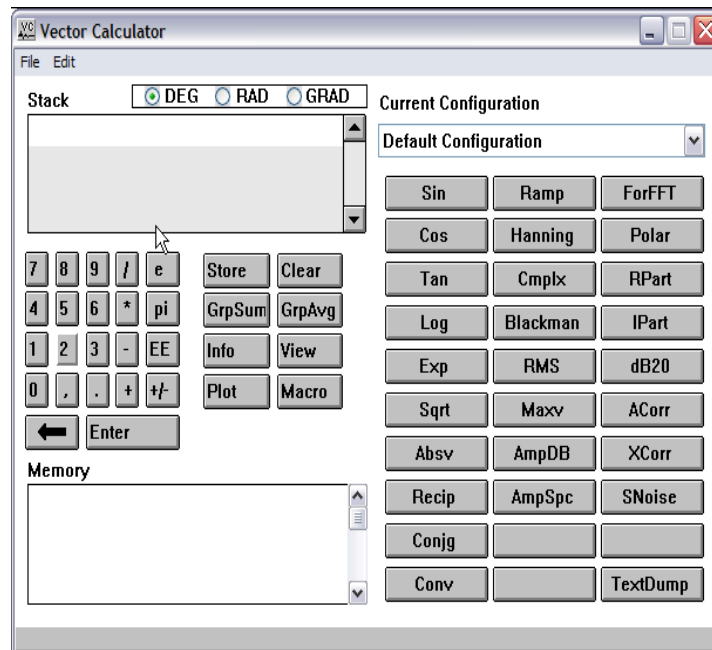 VC Vector Calculator
File Edit
Stack DEG RAD GRAD
Current Configuration
Default Configuration
7 8 9 / e
4 5 6 * pi
1 2 3 - EE
0 , . + +/-
Enter
Store Clear
GrpSum GrpAvg
Info View
Plot Macro
Memory
Sin Ramp ForFFT
Cos Hanning Polar
Tan Cmplx RPart
Log Blackman IPart
Exp RMS dB20
Sqrt Maxv ACorr
Absv AmpDB XCorr
Recip AmpSpc SNoise
Conjg
Conv TextDump